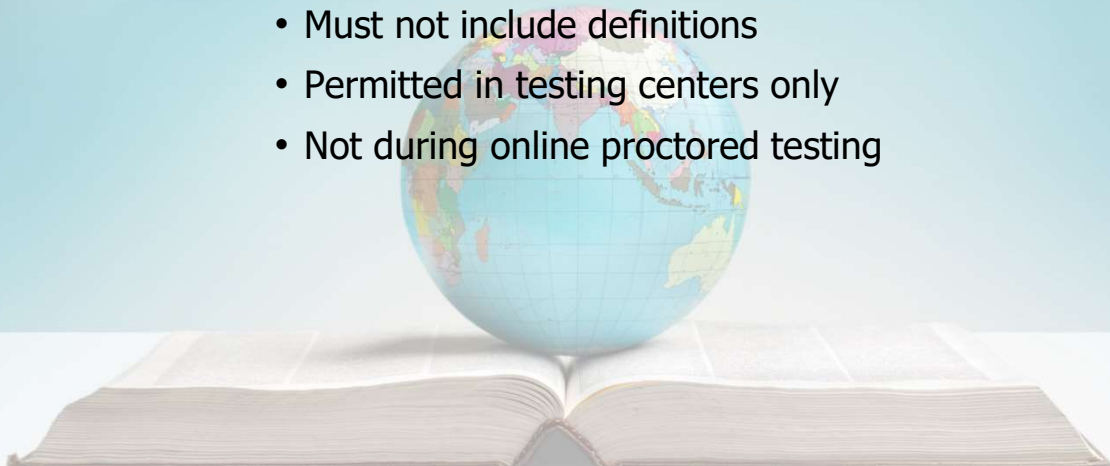 • Must not include definitions
• Permitted in testing centers only
• Not during online proctored testing